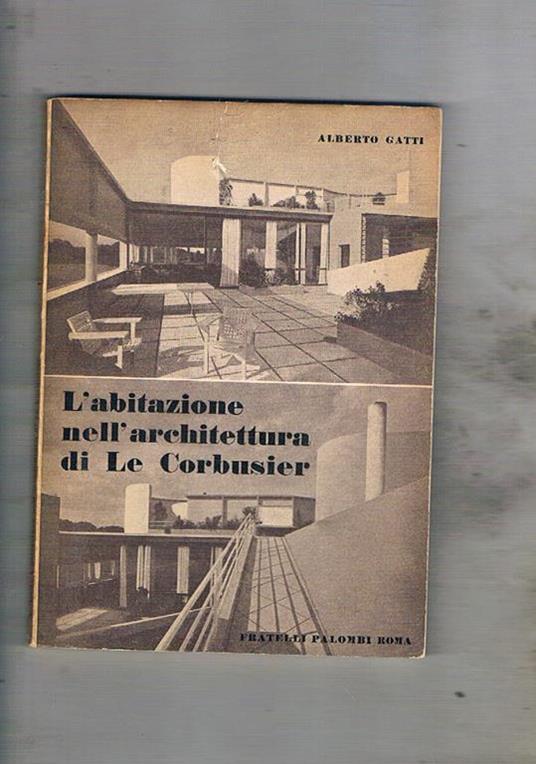 ALBERTO GATTI
L'abitazione
nell'architettura
di Le Corbusier
FRATELLI PALOMBI ROMA